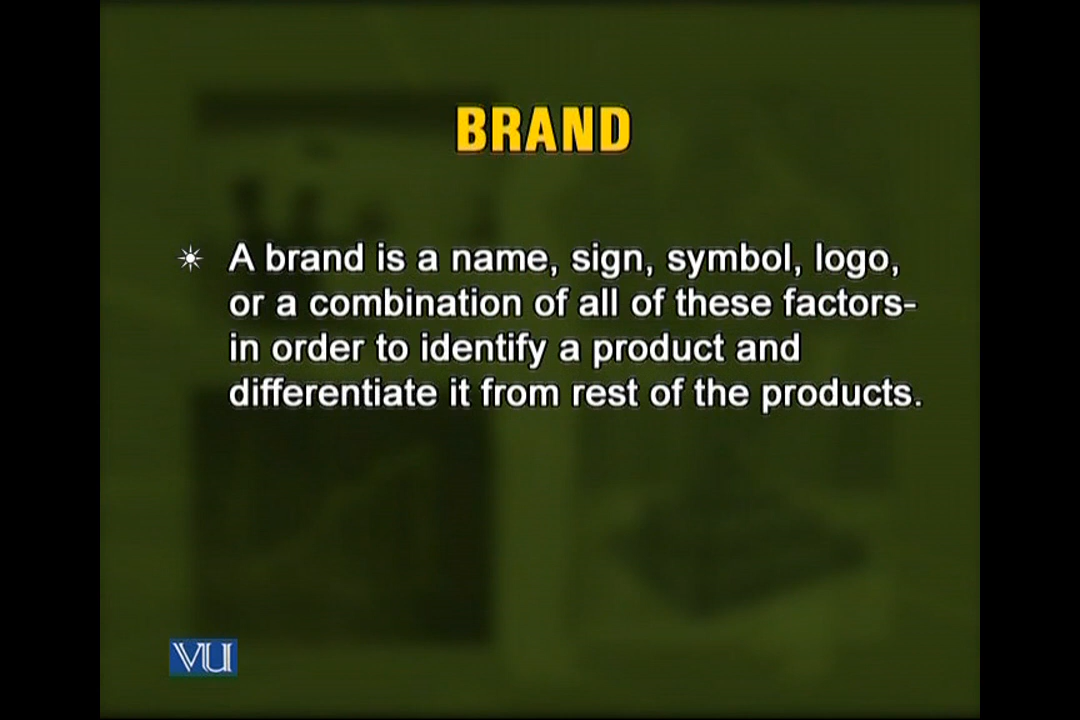 BRAND
A brand is a name, sign, symbol, logo,
or a combination of all of these factors-
in order to identify a product and
differentiate it from rest of the products.
VU